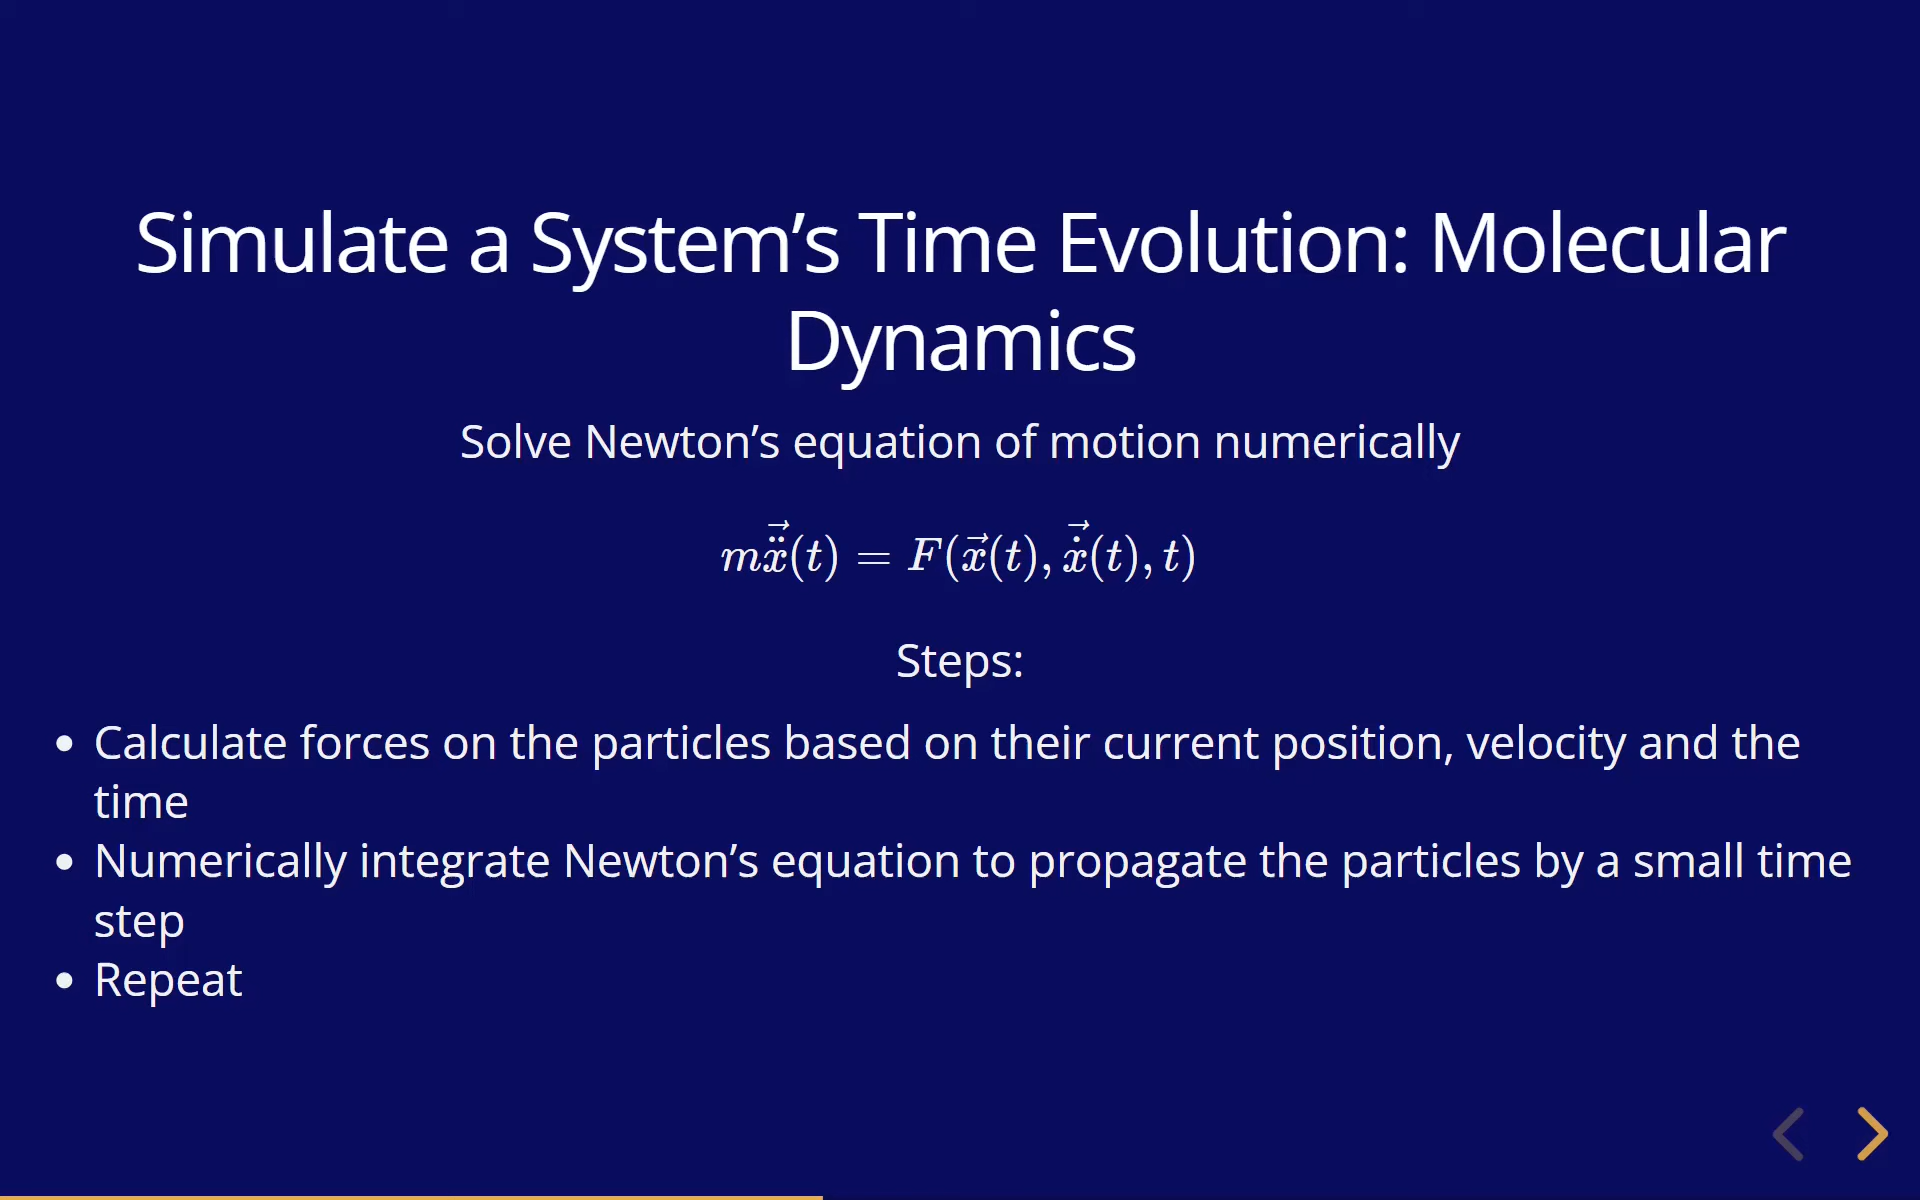 Simulate a System’s Time Evolution: Molecular
Dynamics
Solve Newton’s equation of motion numerically
$m\vec{\ddot{x}}(t) = F(\vec{x}(t), \vec{\dot{x}}(t), t)$
Steps:
• Calculate forces on the particles based on their current position, velocity and the
time
• Numerically integrate Newton’s equation to propagate the particles by a small time
step
• Repeat